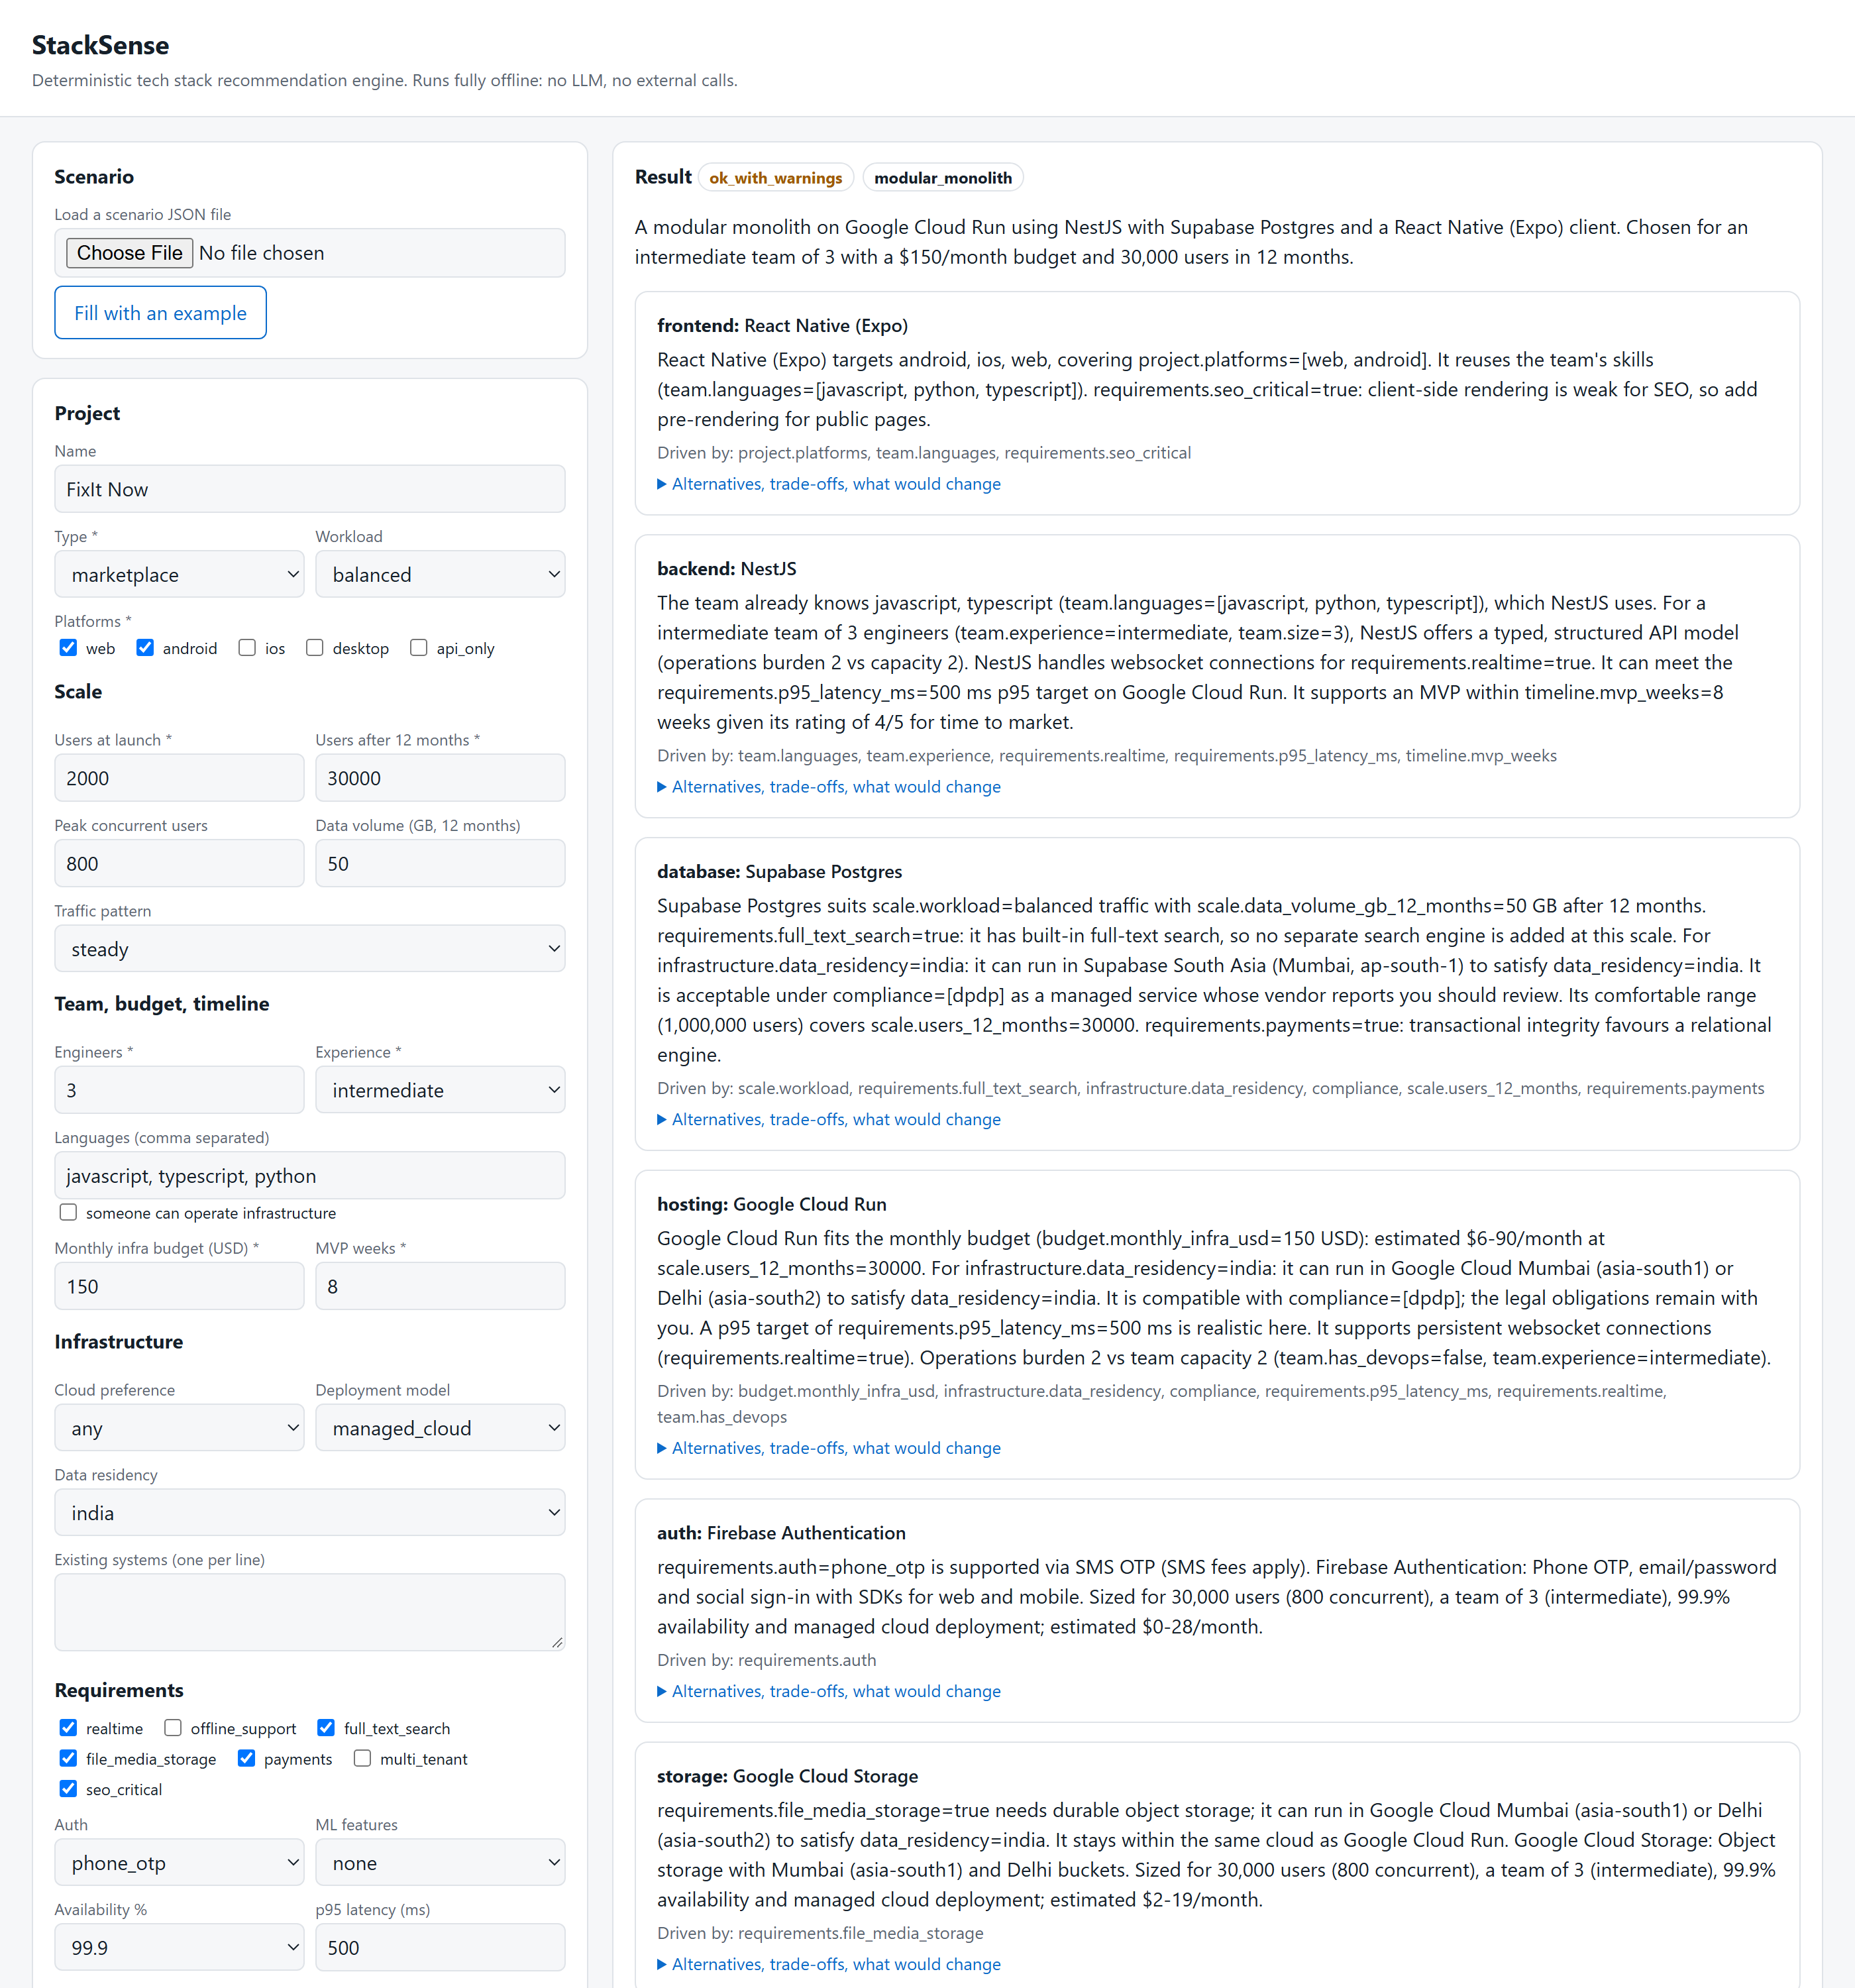 StackSense
Deterministic tech stack recommendation engine. Runs fully offline: no LLM, no external calls.
Scenario
Load a scenario JSON file
Choose File No file chosen
Fill with an example
Project
Name
FixIt Now
Type * Workload
marketplace balanced
Platforms *
web android ios desktop api_only
Scale
Users at launch * Users after 12 months *
2000 30000
Peak concurrent users Data volume (GB, 12 months)
800 50
Traffic pattern
steady
Team, budget, timeline
Engineers * Experience *
3 intermediate
Languages (comma separated)
javascript, typescript, python
someone can operate infrastructure
Monthly infra budget (USD) * MVP weeks *
150 8
Infrastructure
Cloud preference Deployment model
any managed_cloud
Data residency
india
Existing systems (one per line)
Requirements
realtime offline_support full_text_search
file_media_storage payments multi_tenant
seo_critical
Auth ML features
phone_otp none
Availability % p95 latency (ms)
99.9 500
Result ok_with_warnings modular_monolith
A modular monolith on Google Cloud Run using NestJS with Supabase Postgres and a React Native (Expo) client. Chosen for an
intermediate team of 3 with a $150/month budget and 30,000 users in 12 months.
frontend: React Native (Expo)
React Native (Expo) targets android, ios, web, covering project.platforms=[web, android]. It reuses the team's skills
(team.languages=[javascript, python, typescript]). requirements.seo_critical=true: client-side rendering is weak for SEO, so add
pre-rendering for public pages.
Driven by: project.platforms, team.languages, requirements.seo_critical
Alternatives, trade-offs, what would change
backend: NestJS
The team already knows javascript, typescript (team.languages=[javascript, python, typescript]), which NestJS uses. For a
intermediate team of 3 engineers (team.experience=intermediate, team.size=3), NestJS offers a typed, structured API model
(operations burden 2 vs capacity 2). NestJS handles websocket connections for requirements.realtime=true. It can meet the
requirements.p95_latency_ms=500 ms p95 target on Google Cloud Run. It supports an MVP within timeline.mvp_weeks=8
weeks given its rating of 4/5 for time to market.
Driven by: team.languages, team.experience, requirements.realtime, requirements.p95_latency_ms, timeline.mvp_weeks
Alternatives, trade-offs, what would change
database: Supabase Postgres
Supabase Postgres suits scale.workload=balanced traffic with scale.data_volume_gb_12_months=50 GB after 12 months.
requirements.full_text_search=true: it has built-in full-text search, so no separate search engine is added at this scale. For
infrastructure.data_residency=india: it can run in Supabase South Asia (Mumbai, ap-south-1) to satisfy data_residency=india. It
is acceptable under compliance=[dpdp] as a managed service whose vendor reports you should review. Its comfortable range
(1,000,000 users) covers scale.users_12_months=30000. requirements.payments=true: transactional integrity favours a relational
engine.
Driven by: scale.workload, requirements.full_text_search, infrastructure.data_residency, compliance, scale.users_12_months, requirements.payments
Alternatives, trade-offs, what would change
hosting: Google Cloud Run
Google Cloud Run fits the monthly budget (budget.monthly_infra_usd=150 USD): estimated $6-90/month at
scale.users_12_months=30000. For infrastructure.data_residency=india: it can run in Google Cloud Mumbai (asia-south1) or
Delhi (asia-south2) to satisfy data_residency=india. It is compatible with compliance=[dpdp]; the legal obligations remain with
you. A p95 target of requirements.p95_latency_ms=500 ms is realistic here. It supports persistent websocket connections
(requirements.realtime=true). Operations burden 2 vs team capacity 2 (team.has_devops=false, team.experience=intermediate).
Driven by: budget.monthly_infra_usd, infrastructure.data_residency, compliance, requirements.p95_latency_ms, requirements.realtime,
team.has_devops
Alternatives, trade-offs, what would change
auth: Firebase Authentication
requirements.auth=phone_otp is supported via SMS OTP (SMS fees apply). Firebase Authentication: Phone OTP, email/password
and social sign-in with SDKs for web and mobile. Sized for 30,000 users (800 concurrent), a team of 3 (intermediate), 99.9%
availability and managed cloud deployment; estimated $0-28/month.
Driven by: requirements.auth
Alternatives, trade-offs, what would change
storage: Google Cloud Storage
requirements.file_media_storage=true needs durable object storage; it can run in Google Cloud Mumbai (asia-south1) or Delhi
(asia-south2) to satisfy data_residency=india. It stays within the same cloud as Google Cloud Run. Google Cloud Storage: Object
storage with Mumbai (asia-south1) and Delhi buckets. Sized for 30,000 users (800 concurrent), a team of 3 (intermediate), 99.9%
availability and managed cloud deployment; estimated $2-19/month.
Driven by: requirements.file_media_storage
Alternatives, trade-offs, what would change